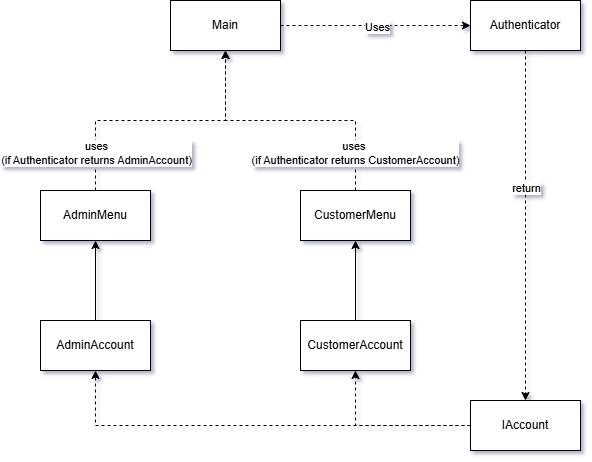 Main
Uses
Authenticator
uses
(if Authenticator returns AdminAccount)
uses
(if Authenticator returns CustomerAccount)
return
AdminMenu
CustomerMenu
AdminAccount
CustomerAccount
IAccount